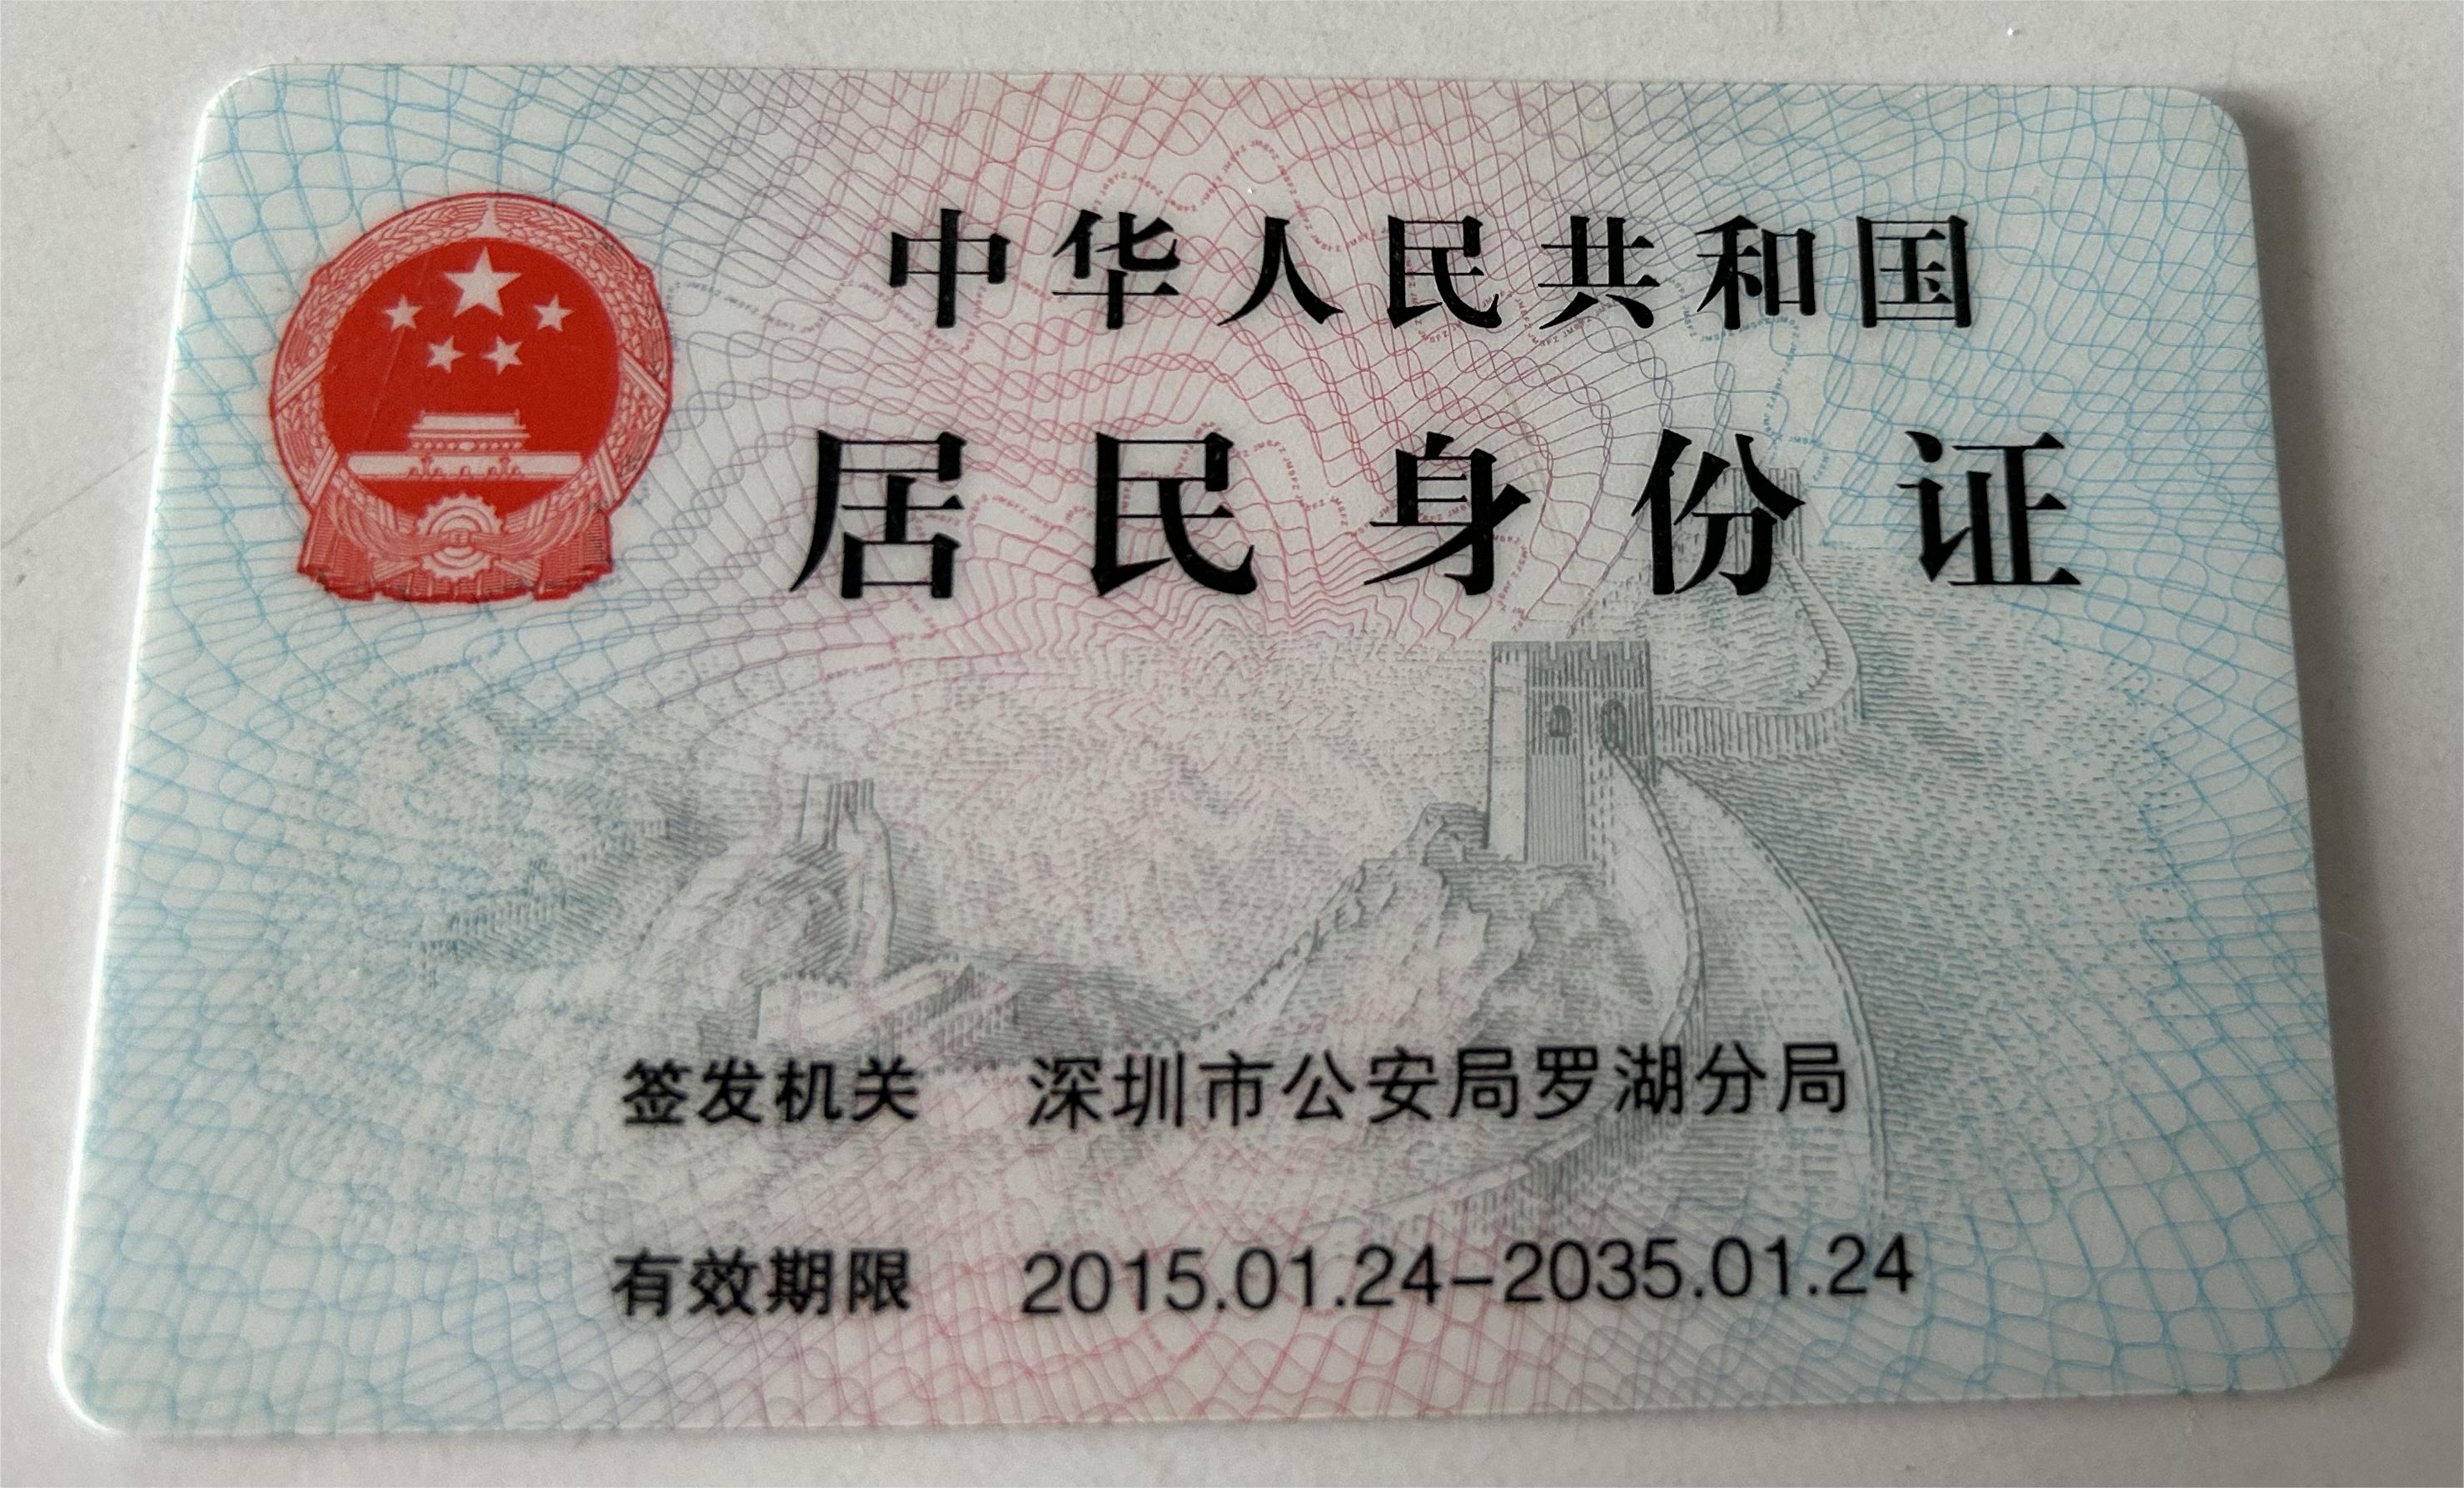 中华人民共和国
居民身份证
签发机关 深圳市公安局罗湖分局
有效期限 2015.01.24-2035.01.24